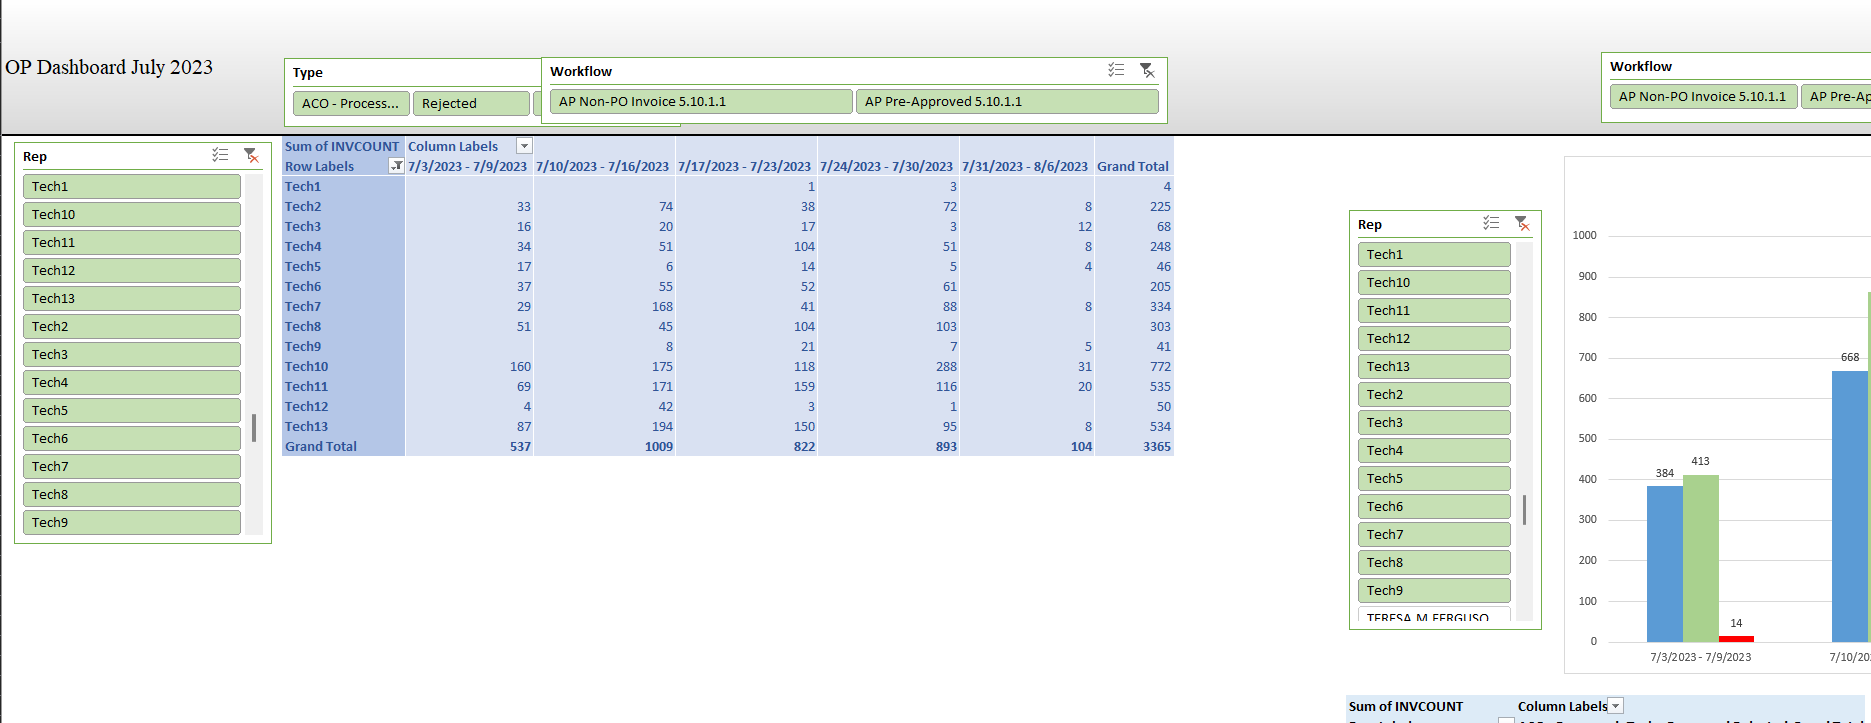 OP Dashboard July 2023
Type
ACO - Process...
Rejected
Workflow
AP Non-PO Invoice 5.10.1.1
AP Pre-Approved 5.10.1.1
Workflow
AP Non-PO Invoice 5.10.1.1
AP Pre-Ap
Rep
Tech1
Tech10
Tech11
Tech12
Tech13
Tech2
Tech3
Tech4
Tech5
Tech6
Tech7
Tech8
Tech9
Sum of INVCOUNT Column Labels
Row Labels 7/3/2023 - 7/9/2023 7/10/2023 - 7/16/2023 7/17/2023 - 7/23/2023 7/24/2023 - 7/30/2023 7/31/2023 - 8/6/2023 Grand Total
Tech1 1 3 4
Tech2 33 74 38 72 8 225
Tech3 16 20 17 3 12 68
Tech4 34 51 104 51 8 248
Tech5 17 6 14 5 4 46
Tech6 37 55 52 61 205
Tech7 29 168 41 88 8 334
Tech8 51 45 104 103 303
Tech9 8 21 7 5 41
Tech10 160 175 118 288 31 772
Tech11 69 171 159 116 20 535
Tech12 4 42 3 1 50
Tech13 87 194 150 95 8 534
Grand Total 537 1009 822 893 104 3365
Rep
Tech1
Tech10
Tech11
Tech12
Tech13
Tech2
Tech3
Tech4
Tech5
Tech6
Tech7
Tech8
Tech9
TERESA M FERGUSO
1000
900
800
700
600
500
400
300
200
100
0
384
413
14
668
7/3/2023 - 7/9/2023
7/10/20
Sum of INVCOUNT Column Labels